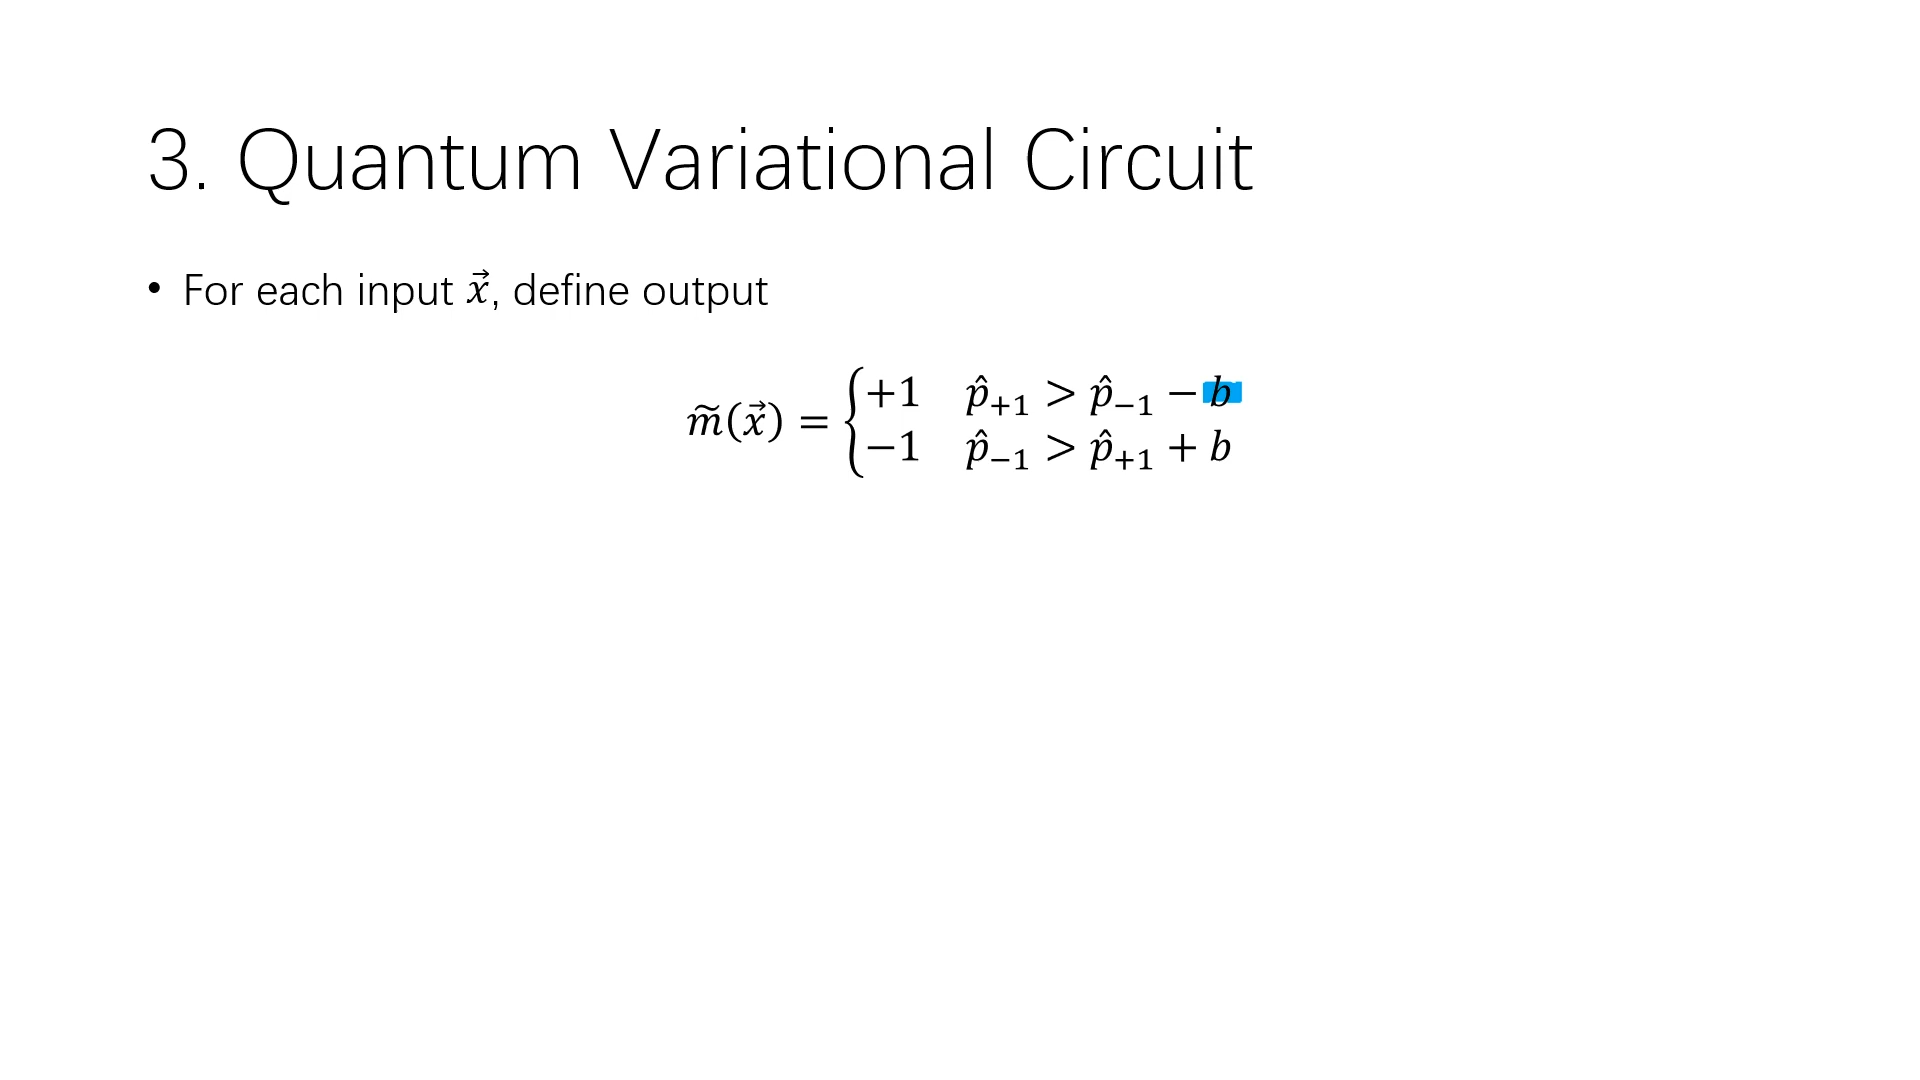 3. Quantum Variational Circuit
• For each input x⃗, define output
m̃(x⃗) = { +1 p̂₊₁ > p̂₋₁ − b
−1 p̂₋₁ > p̂₊₁ + b